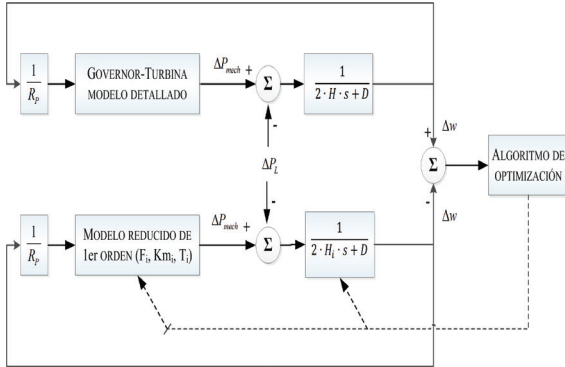 1
R_P
GOVERNOR-TURBINA
MODELO DETALLADO
ΔP_mech
+
Σ
-
1
2 · H · s + D
Δw
+
Σ
-
ALGORITMO DE
OPTIMIZACIÓN
ΔP_L
1
R_P
MODELO REDUCIDO DE
1er ORDEN (F_i, Km_i, T_i)
ΔP_mech
+
-
Σ
1
2 · H_i · s + D
Δw